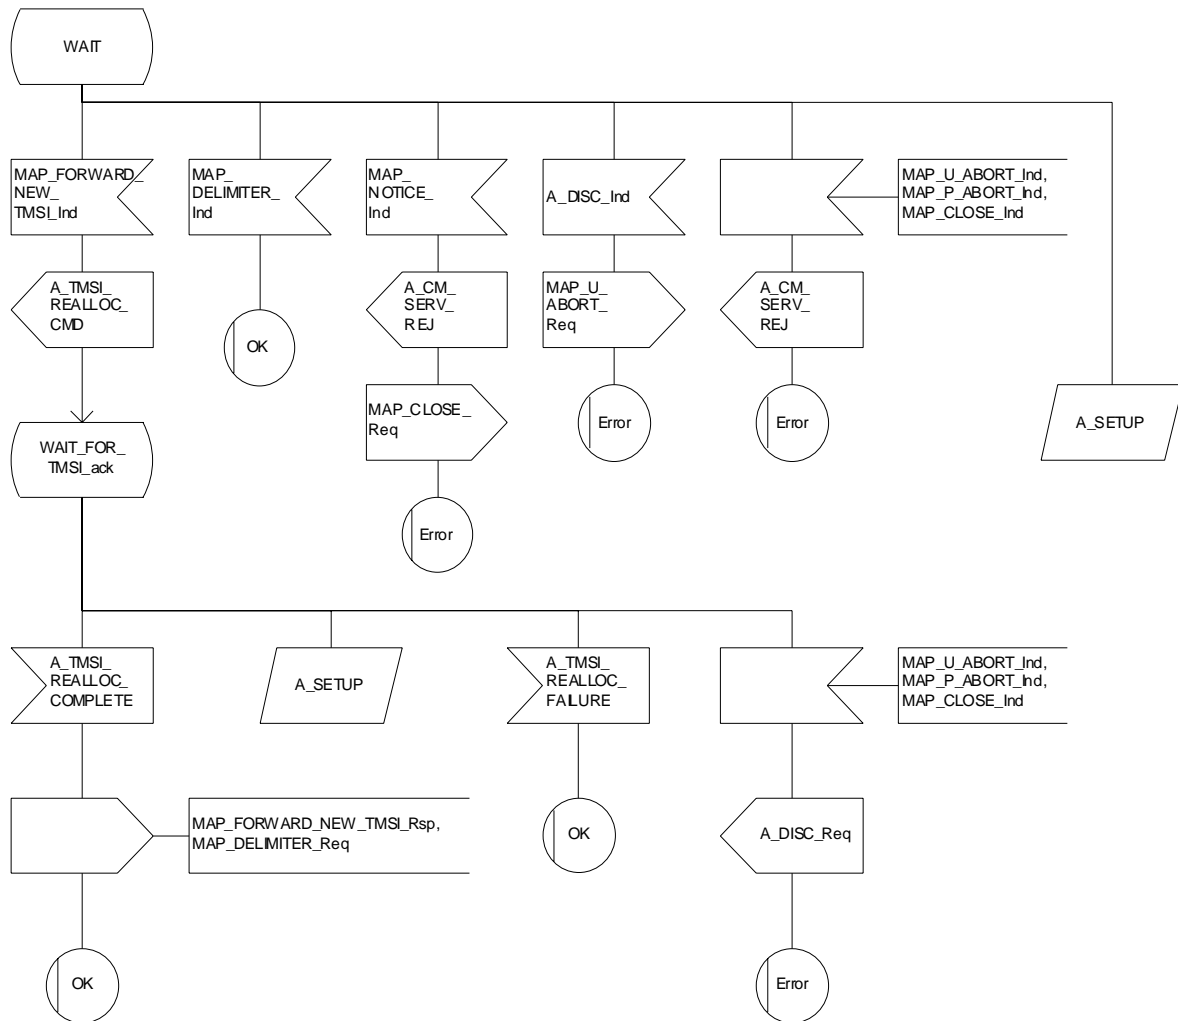 WAIT
MAP_FORWARD_
NEW_
TMSI_Ind
MAP_
DELIMITER_
Ind
MAP_
NOTICE_
Ind
A_DISC_Ind
MAP_U_ABORT_Ind,
MAP_P_ABORT_Ind,
MAP_CLOSE_Ind
A_TMSI_
REALLOC_
CMD
OK
A_CM_
SERV_
REJ
MAP_U_
ABORT_
Req
A_CM_
SERV_
REJ
MAP_CLOSE_
Req
Error
Error
A_SETUP
WAIT_FOR_
TMSI_ack
Error
A_TMSI_
REALLOC_
COMPLETE
A_SETUP
A_TMSI_
REALLOC_
FAILURE
MAP_U_ABORT_Ind,
MAP_P_ABORT_Ind,
MAP_CLOSE_Ind
MAP_FORWARD_NEW_TMSI_Rsp,
MAP_DELIMITER_Req
OK
A_DISC_Req
OK
Error